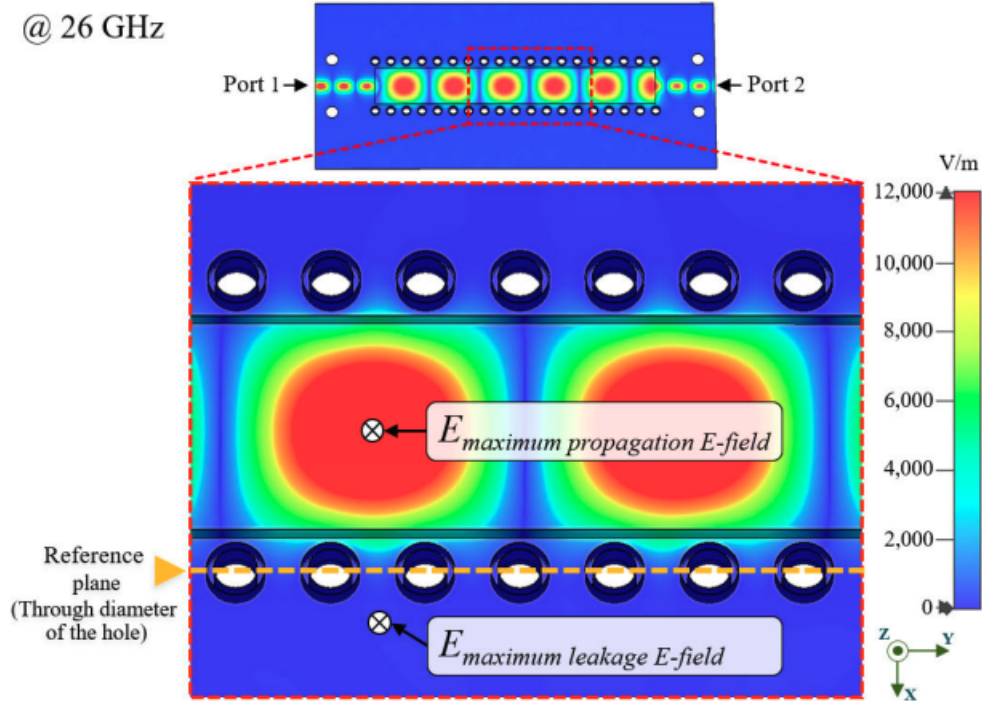 @ 26 GHz
Port 1
Port 2
V/m
12,000
10,000
8,000
6,000
4,000
2,000
0
E maximum propagation E-field
Reference
plane
(Through diameter
of the hole)
E maximum leakage E-field
Z
Y
X